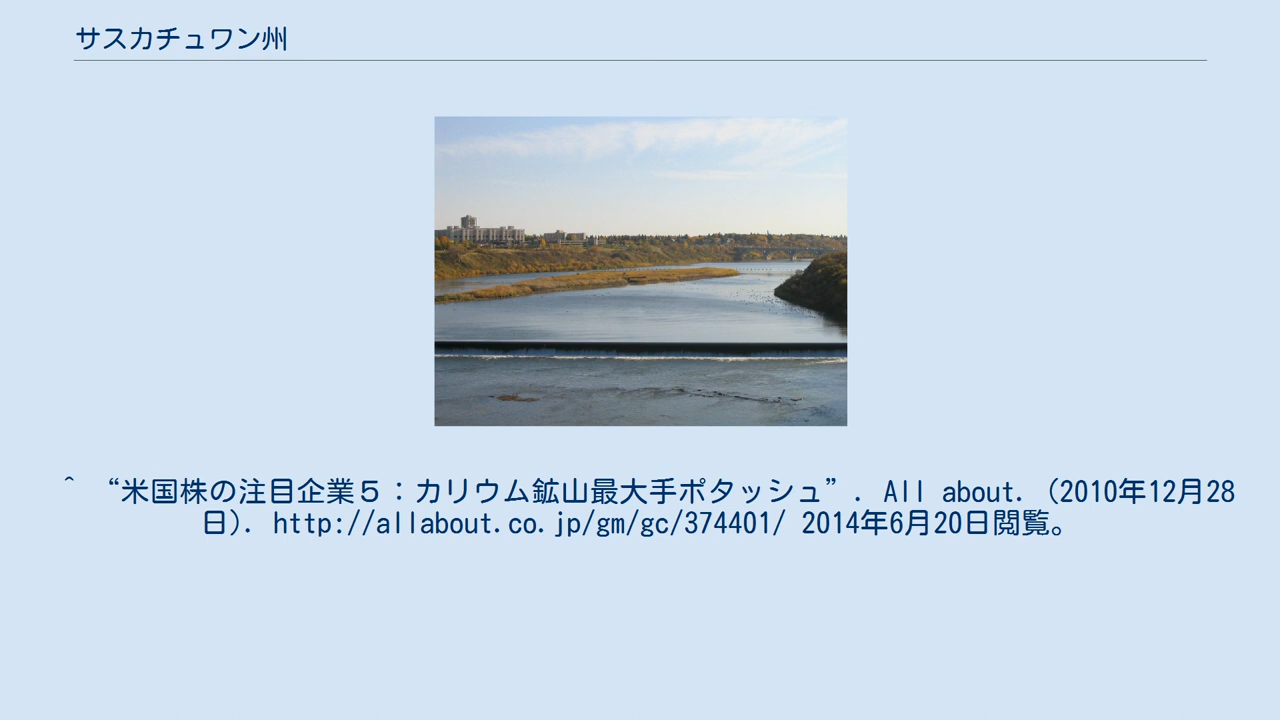 サスカチュワン州
^ “米国株の注目企業５：カリウム鉱山最大手ポタッシュ”. All about. (2010年12月28
日). http://allabout.co.jp/gm/gc/374401/ 2014年6月20日閲覧。